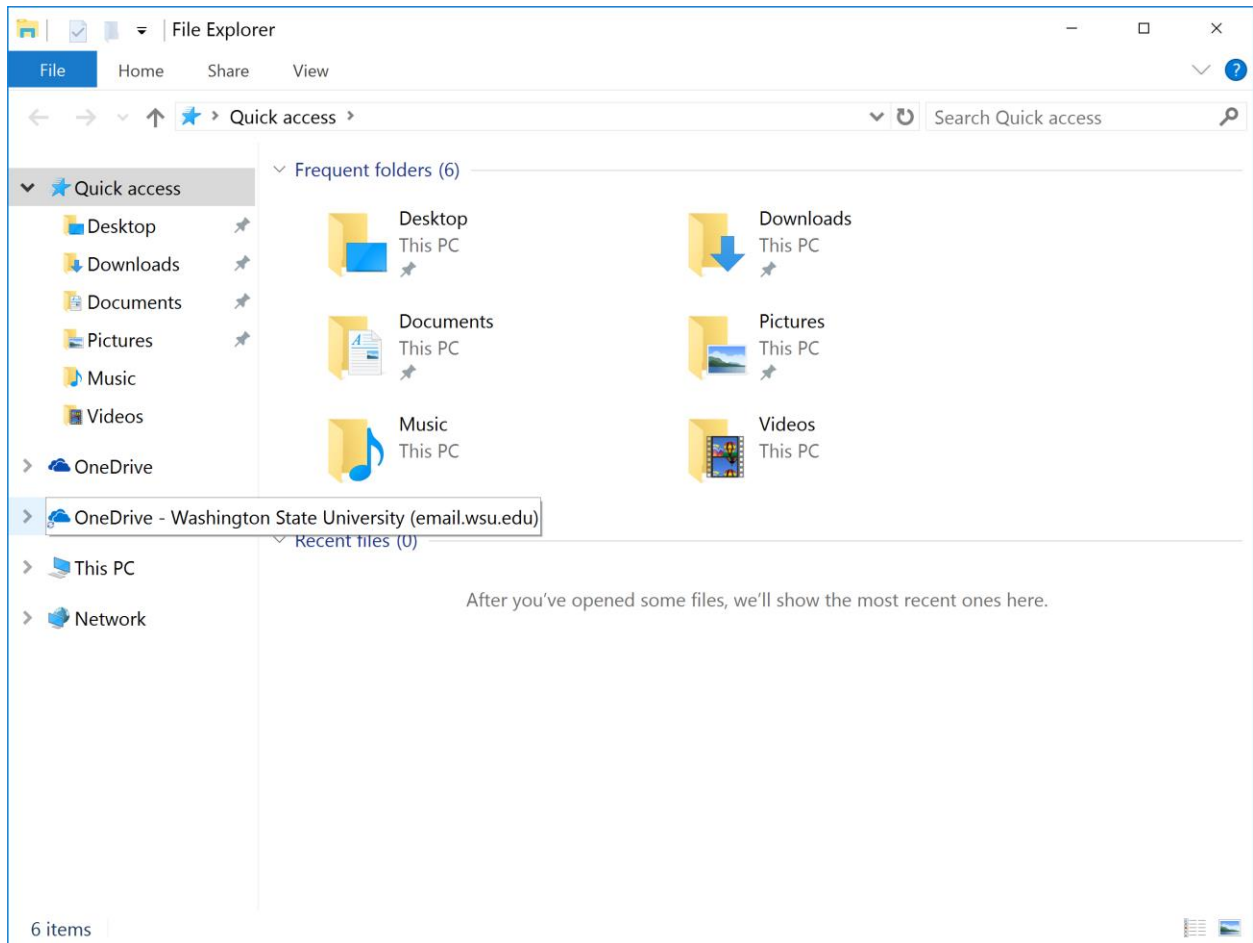 File Explorer
File Home Share View
Quick access
Search Quick access
Quick access
Desktop
Downloads
Documents
Pictures
Music
Videos
OneDrive
OneDrive - Washington State University (email.wsu.edu)
This PC
Network
Frequent folders (6)
Desktop
This PC
Downloads
This PC
Documents
This PC
Pictures
This PC
Music
This PC
Videos
This PC
Recent files (0)
After you've opened some files, we'll show the most recent ones here.
6 items